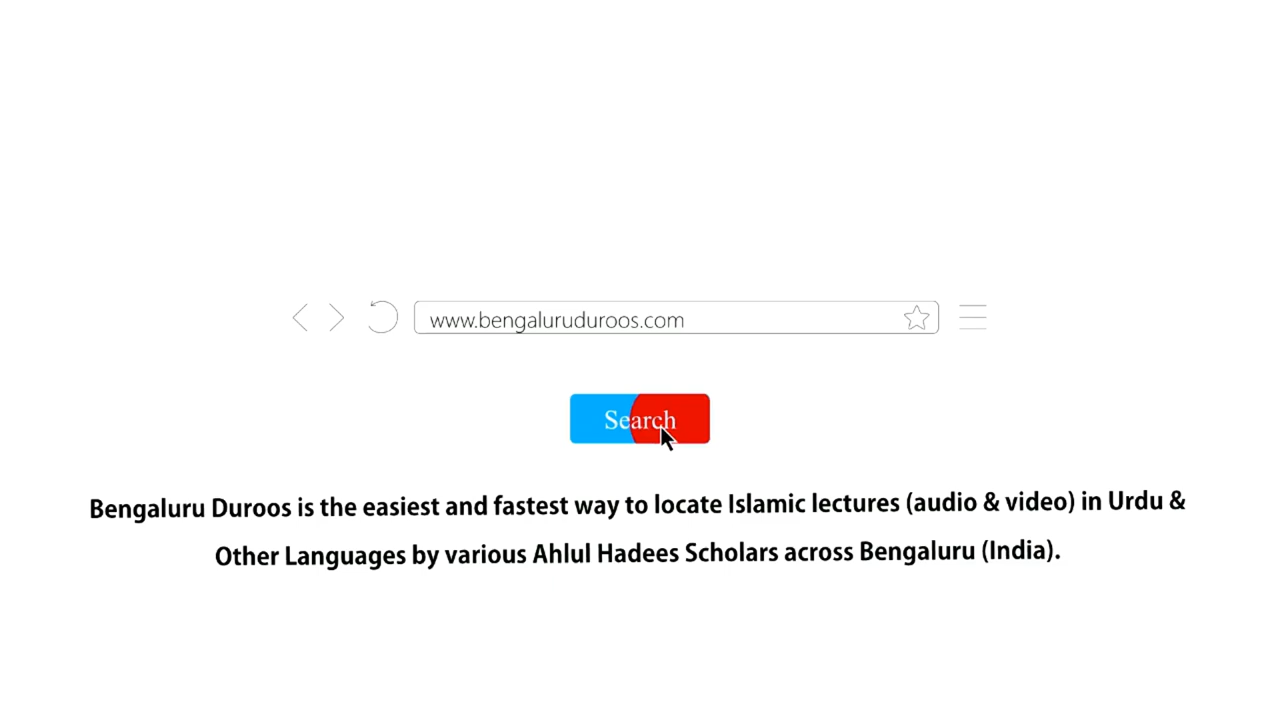 www.bengaluruduroos.com
Search
Bengaluru Duroos is the easiest and fastest way to locate Islamic lectures (audio & video) in Urdu &
Other Languages by various Ahlul Hadees Scholars across Bengaluru (India).